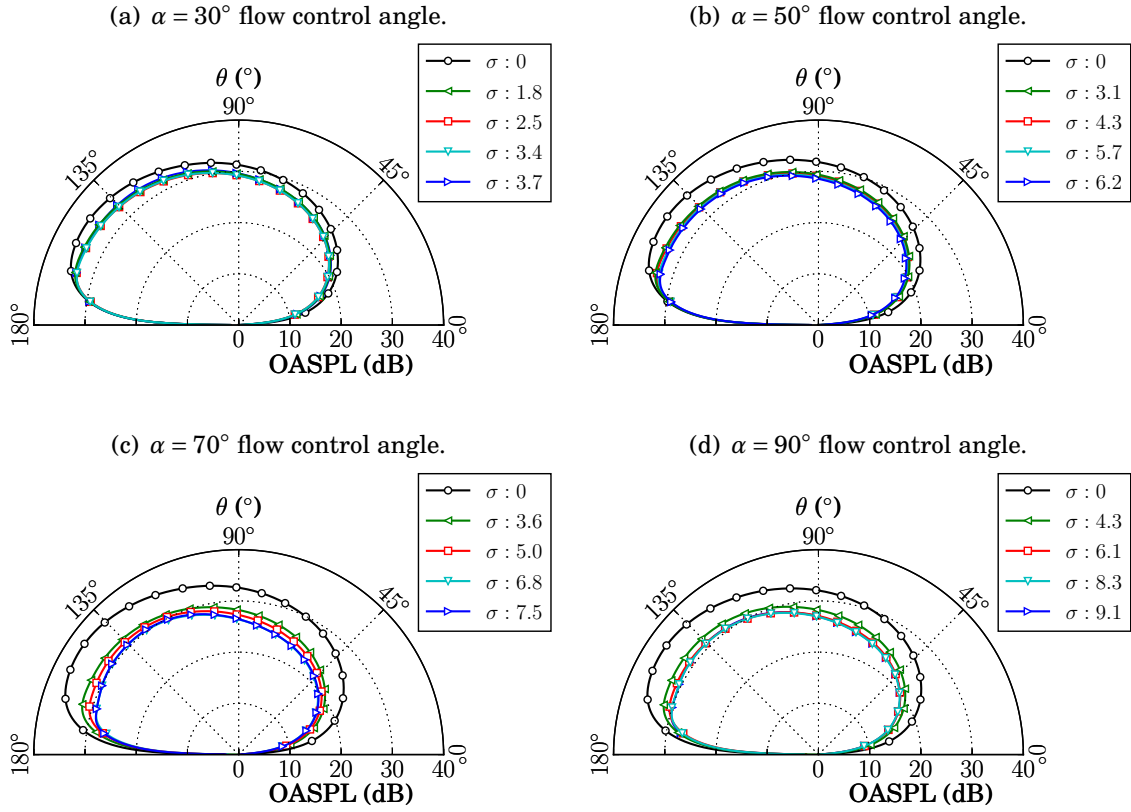 (a) α = 30° flow control angle.
θ (°)
90°
135°
45°
180°
0°
0 10 20 30 40
OASPL (dB)
σ : 0
σ : 1.8
σ : 2.5
σ : 3.4
σ : 3.7
(b) α = 50° flow control angle.
θ (°)
90°
135°
45°
180°
0°
0 10 20 30 40
OASPL (dB)
σ : 0
σ : 3.1
σ : 4.3
σ : 5.7
σ : 6.2
(c) α = 70° flow control angle.
θ (°)
90°
135°
45°
180°
0°
0 10 20 30 40
OASPL (dB)
σ : 0
σ : 3.6
σ : 5.0
σ : 6.8
σ : 7.5
(d) α = 90° flow control angle.
θ (°)
90°
135°
45°
180°
0°
0 10 20 30 40
OASPL (dB)
σ : 0
σ : 4.3
σ : 6.1
σ : 8.3
σ : 9.1